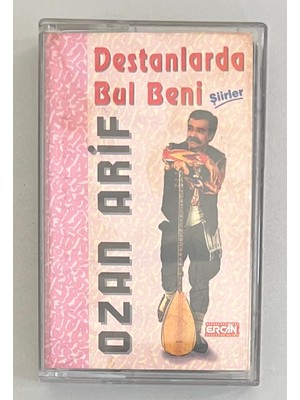 Destanlarda
Bul Beni
Şiirler
OZAN ARİF
ERCAN